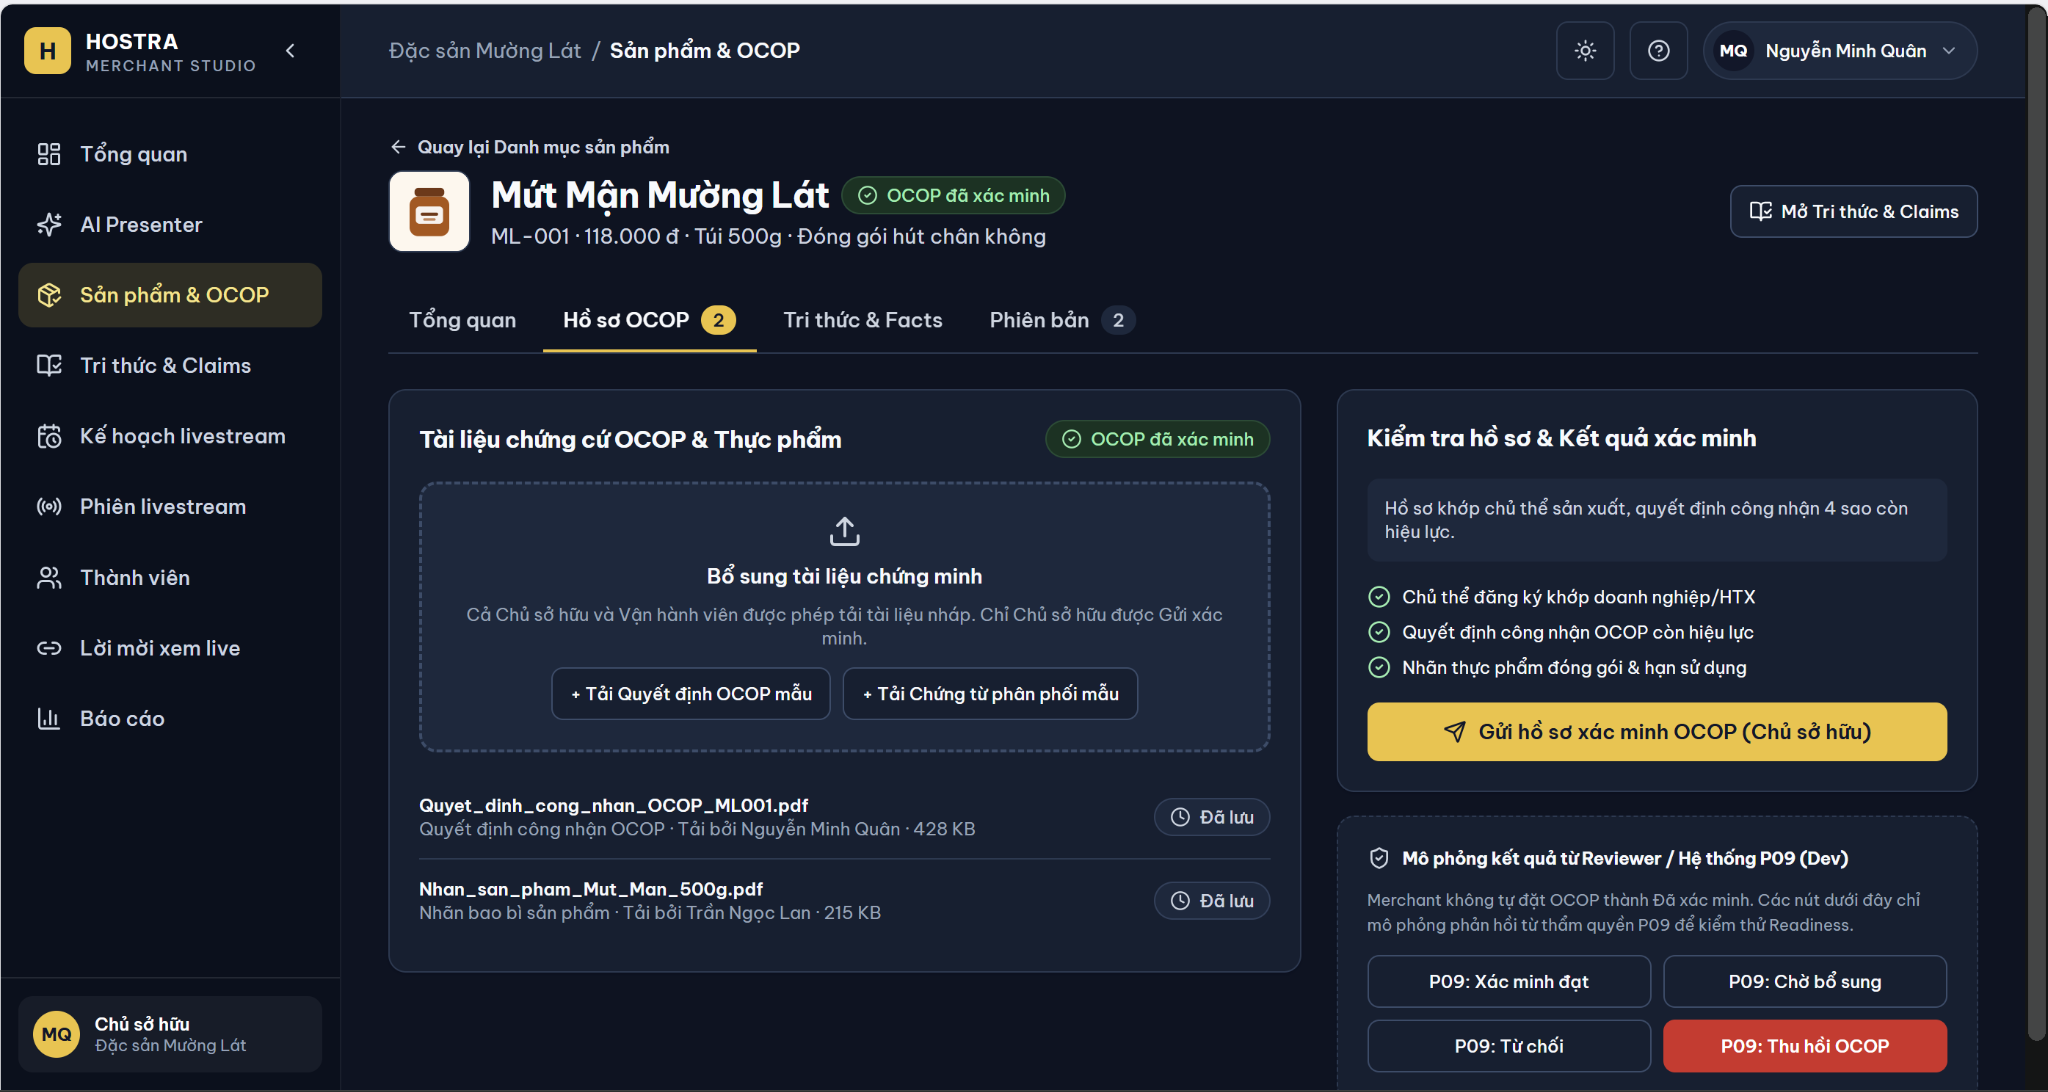 H
HOSTRA
MERCHANT STUDIO
Đặc sản Mường Lát / Sản phẩm & OCOP
MQ Nguyễn Minh Quân
Tổng quan
AI Presenter
Sản phẩm & OCOP
Tri thức & Claims
Kế hoạch livestream
Phiên livestream
Thành viên
Lời mời xem live
Báo cáo
MQ
Chủ sở hữu
Đặc sản Mường Lát
Quay lại Danh mục sản phẩm
Mứt Mận Mường Lát
OCOP đã xác minh
ML-001 · 118.000 đ · Túi 500g · Đóng gói hút chân không
Mở Tri thức & Claims
Tổng quan
Hồ sơ OCOP 2
Tri thức & Facts
Phiên bản 2
Tài liệu chứng cứ OCOP & Thực phẩm
OCOP đã xác minh
Bổ sung tài liệu chứng minh
Cả Chủ sở hữu và Vận hành viên được phép tải tài liệu nháp. Chỉ Chủ sở hữu được Gửi xác
minh.
+ Tải Quyết định OCOP mẫu
+ Tải Chứng từ phân phối mẫu
Quyet_dinh_cong_nhan_OCOP_ML001.pdf
Quyết định công nhận OCOP · Tải bởi Nguyễn Minh Quân · 428 KB
Đã lưu
Nhan_san_pham_Mut_Man_500g.pdf
Nhãn bao bì sản phẩm · Tải bởi Trần Ngọc Lan · 215 KB
Đã lưu
Kiểm tra hồ sơ & Kết quả xác minh
Hồ sơ khớp chủ thể sản xuất, quyết định công nhận 4 sao còn
hiệu lực.
Chủ thể đăng ký khớp doanh nghiệp/HTX
Quyết định công nhận OCOP còn hiệu lực
Nhãn thực phẩm đóng gói & hạn sử dụng
Gửi hồ sơ xác minh OCOP (Chủ sở hữu)
Mô phỏng kết quả từ Reviewer / Hệ thống P09 (Dev)
Merchant không tự đặt OCOP thành Đã xác minh. Các nút dưới đây chỉ
mô phỏng phản hồi từ thẩm quyền P09 để kiểm thử Readiness.
P09: Xác minh đạt
P09: Chờ bổ sung
P09: Từ chối
P09: Thu hồi OCOP